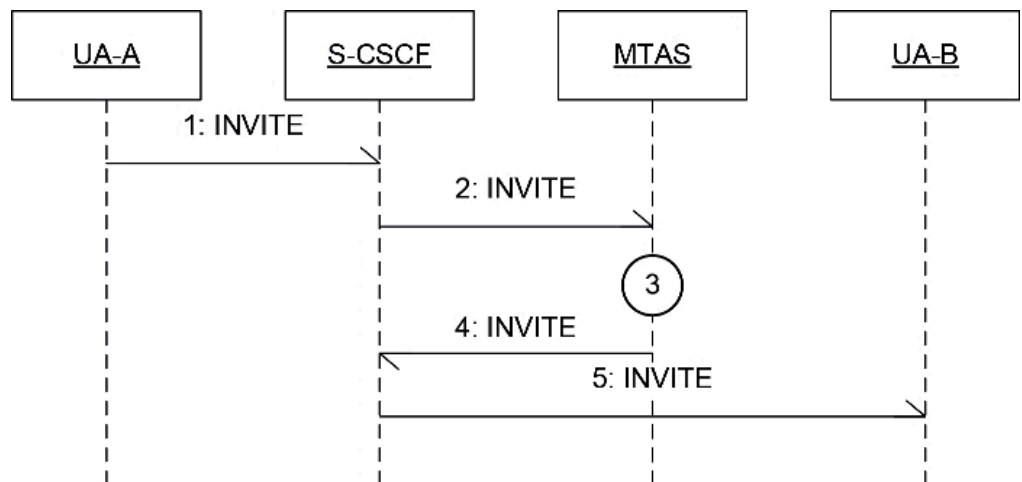 UA-A
S-CSCF
MTAS
UA-B
1: INVITE
2: INVITE
3
4: INVITE
5: INVITE